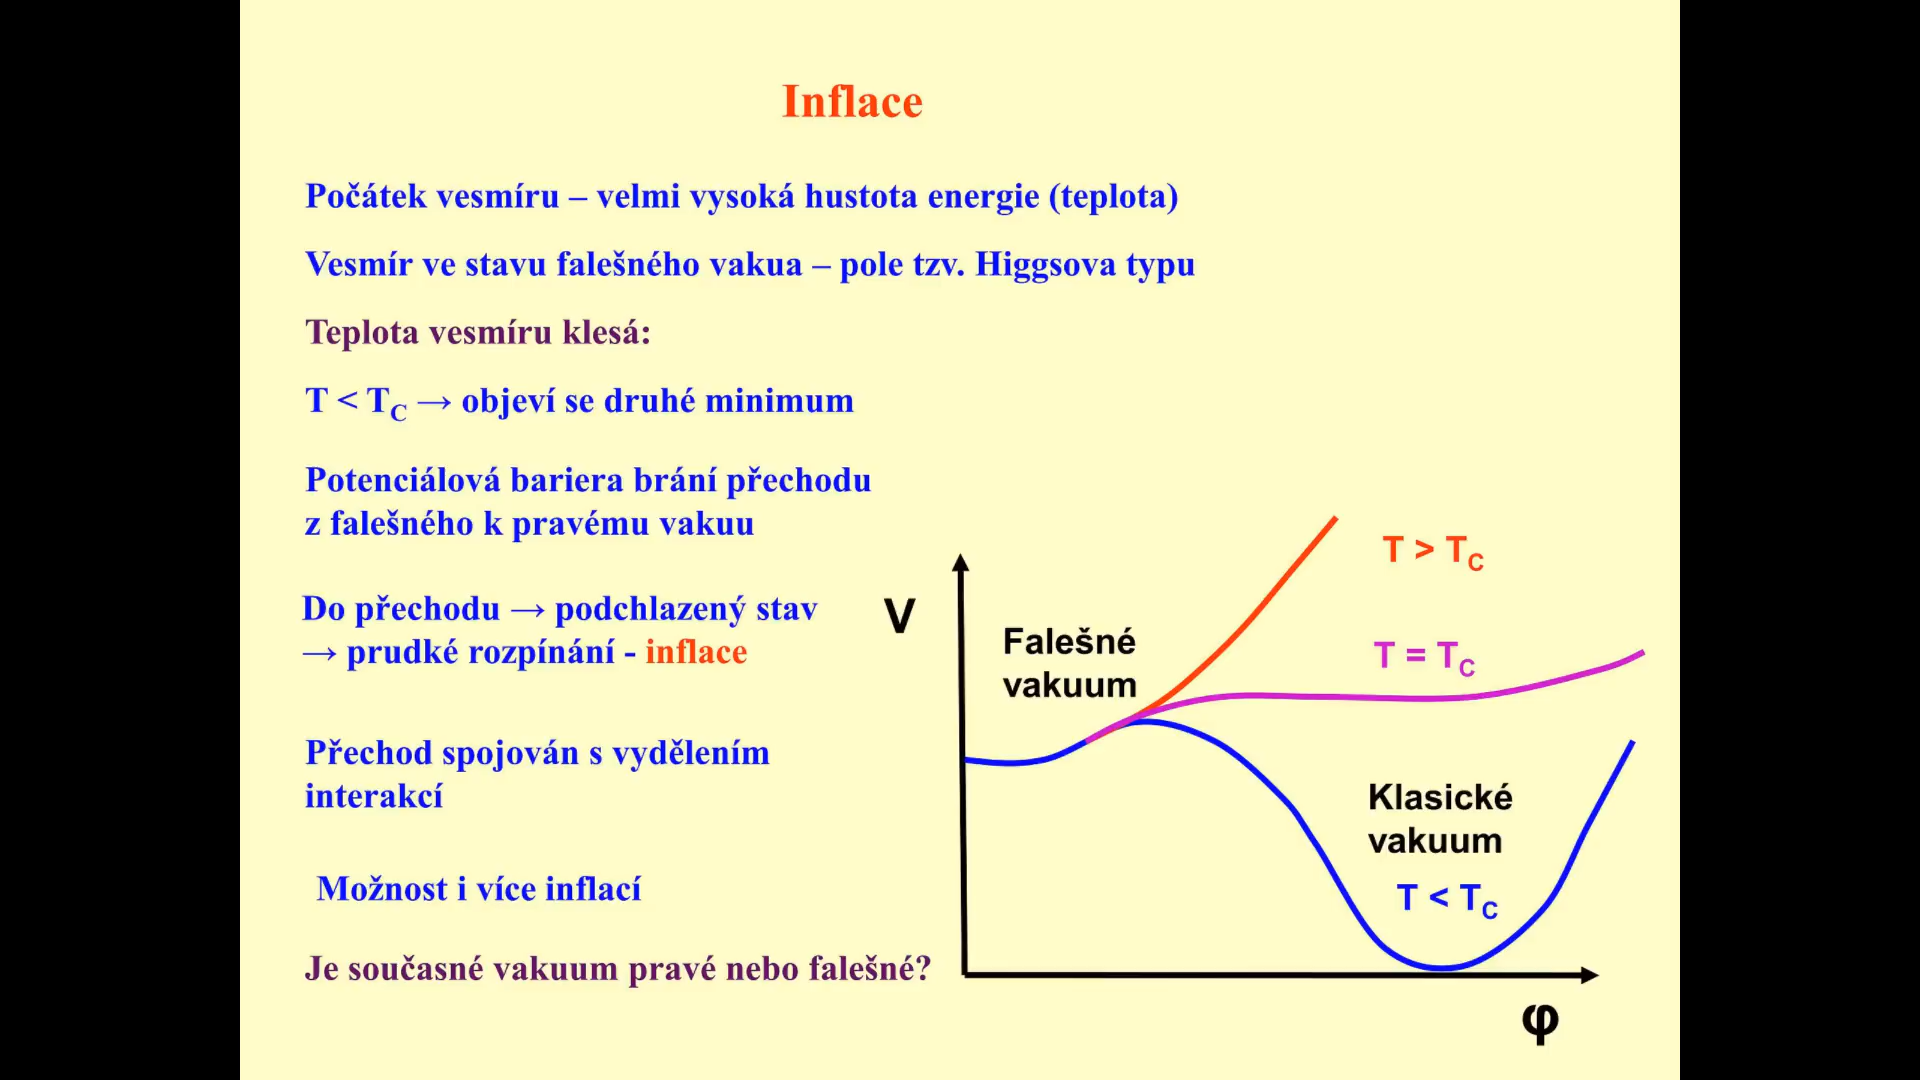 Inflace
Počátek vesmíru – velmi vysoká hustota energie (teplota)
Vesmír ve stavu falešného vakua – pole tzv. Higgsova typu
Teplota vesmíru klesá:
T < TC → objeví se druhé minimum
Potenciálová bariera brání přechodu
z falešného k pravému vakuu
Do přechodu → podchlazený stav
→ prudké rozpínání - inflace
Přechod spojován s vydělením
interakcí
Možnost i více inflací
Je současné vakuum pravé nebo falešné?
V
Falešné
vakuum
T > TC
T = TC
Klasické
vakuum
T < TC
φ